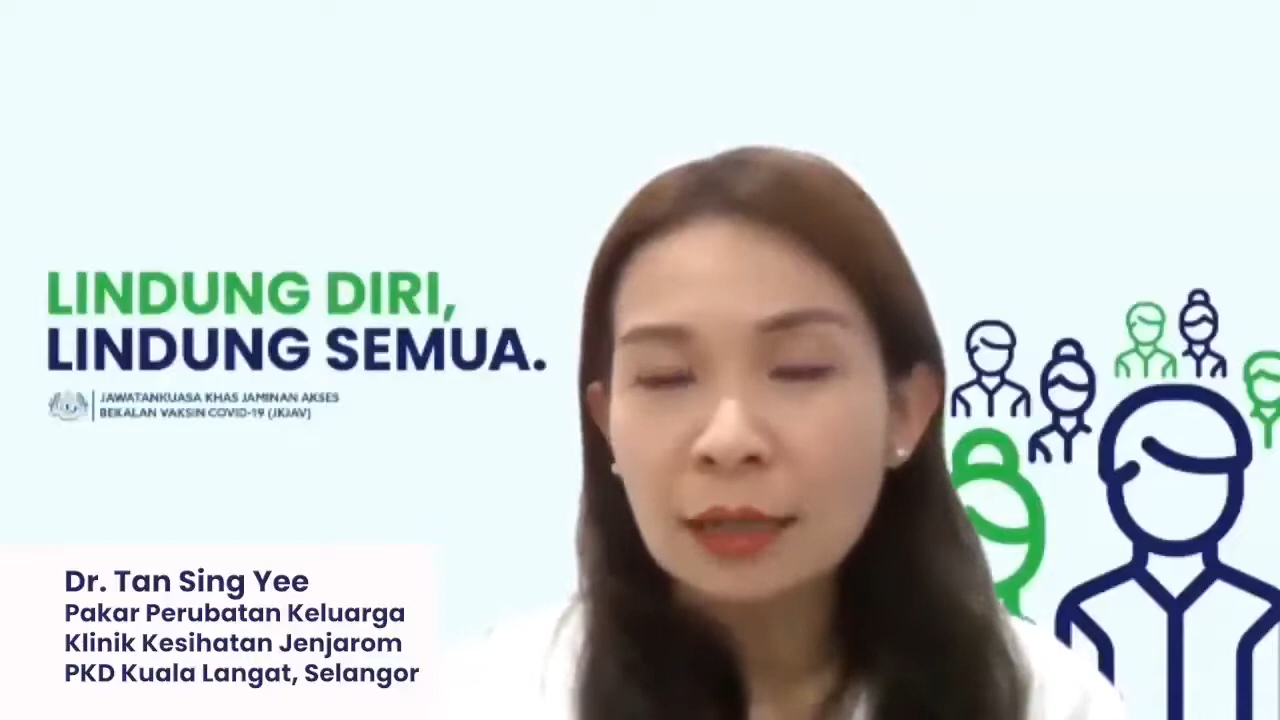 LINDUNG DIRI,
LINDUNG SEMUA.
JAWATANKUASA KHAS JAMINAN AKSES
BEKALAN VAKSIN COVID-19 (JKJAV)
Dr. Tan Sing Yee
Pakar Perubatan Keluarga
Klinik Kesihatan Jenjarom
PKD Kuala Langat, Selangor